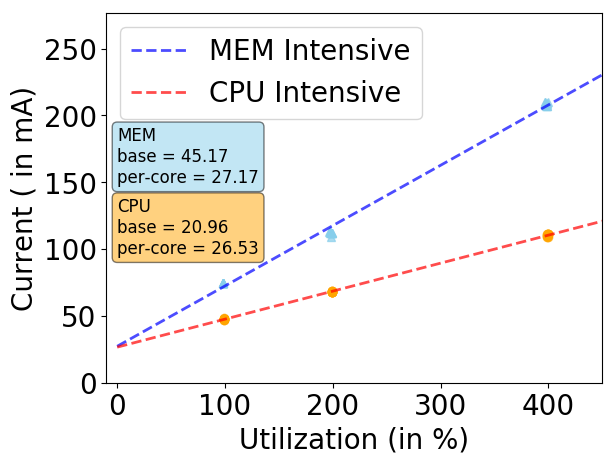 MEM Intensive
CPU Intensive
MEM
base = 45.17
per-core = 27.17
CPU
base = 20.96
per-core = 26.53
Current ( in mA)
250
200
150
100
50
0
0 100 200 300 400
Utilization (in %)